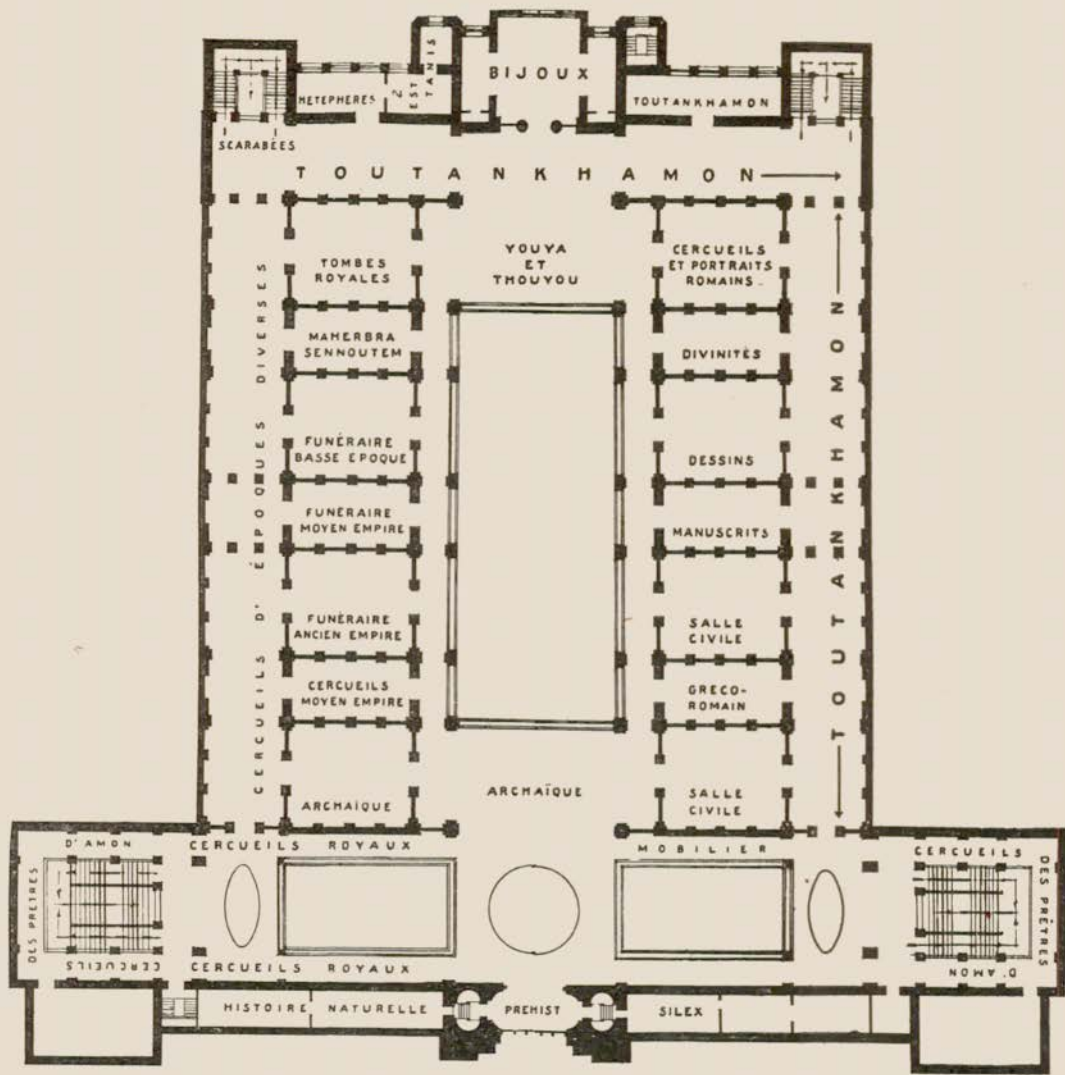 BIJOUX
HETEPHÈRES
2 EST
TANIS
TOUTANKHAMON
SCARABÉES
TOUTANKHAMON
YOUYA
ET
THOUYOU
TOMBES
ROYALES
CERCUEILS
ET PORTRAITS
ROMAINS
MAHERBRA
SENNOUTEM
DIVINITÉS
FUNÉRAIRE
BASSE EPOQUE
DESSINS
FUNÉRAIRE
MOYEN EMPIRE
MANUSCRITS
FUNÉRAIRE
ANCIEN EMPIRE
SALLE
CIVILE
CERCUEILS
MOYEN EMPIRE
GRECO-
ROMAIN
ARCHAÏQUE
ARCHAÏQUE
SALLE
CIVILE
CERCUEILS D'ÉPOQUES DIVERSES
TOUTANKHAMON
D'AMON
CERCUEILS ROYAUX
MOBILIER
CERCUEILS
DES PRÊTRES
DES PRÊTRES
CERCUEILS
CERCUEILS ROYAUX
D'AMON
HISTOIRE NATURELLE
PREHIST
SILEX